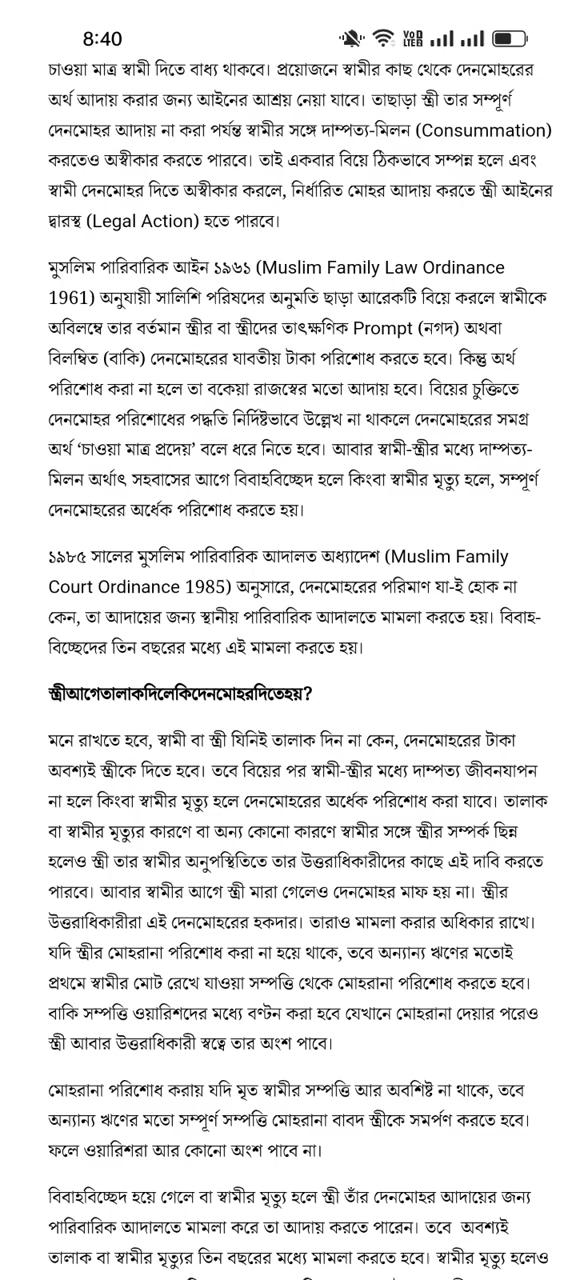 8:40
VoD LTE2
চাওয়া মাত্র স্বামী দিতে বাধ্য থাকবে। প্রয়োজনে স্বামীর কাছ থেকে দেনমোহরের
অর্থ আদায় করার জন্য আইনের আশ্রয় নেয়া যাবে। তাছাড়া স্ত্রী তার সম্পূর্ণ
দেনমোহর আদায় না করা পর্যন্ত স্বামীর সঙ্গে দাম্পত্য-মিলন (Consummation)
করতেও অস্বীকার করতে পারবে। তাই একবার বিয়ে ঠিকভাবে সম্পন্ন হলে এবং
স্বামী দেনমোহর দিতে অস্বীকার করলে, নির্ধারিত মোহর আদায় করতে স্ত্রী আইনের
দ্বারস্থ (Legal Action) হতে পারবে।
মুসলিম পারিবারিক আইন ১৯৬১ (Muslim Family Law Ordinance
1961) অনুযায়ী সালিশি পরিষদের অনুমতি ছাড়া আরেকটি বিয়ে করলে স্বামীকে
অবিলম্বে তার বর্তমান স্ত্রীর বা স্ত্রীদের তাৎক্ষণিক Prompt (নগদ) অথবা
বিলম্বিত (বাকি) দেনমোহরের যাবতীয় টাকা পরিশোধ করতে হবে। কিন্তু অর্থ
পরিশোধ করা না হলে তা বকেয়া রাজস্বের মতো আদায় হবে। বিয়ের চুক্তিতে
দেনমোহর পরিশোধের পদ্ধতি নির্দিষ্টভাবে উল্লেখ না থাকলে দেনমোহরের সমগ্র
অর্থ ‘চাওয়া মাত্র প্রদেয়’ বলে ধরে নিতে হবে। আবার স্বামী-স্ত্রীর মধ্যে দাম্পত্য-
মিলন অর্থাৎ সহবাসের আগে বিবাহবিচ্ছেদ হলে কিংবা স্বামীর মৃত্যু হলে, সম্পূর্ণ
দেনমোহরের অর্ধেক পরিশোধ করতে হয়।
১৯৮৫ সালের মুসলিম পারিবারিক আদালত অধ্যাদেশ (Muslim Family
Court Ordinance 1985) অনুসারে, দেনমোহরের পরিমাণ যা-ই হোক না
কেন, তা আদায়ের জন্য স্থানীয় পারিবারিক আদালতে মামলা করতে হয়। বিবাহ-
বিচ্ছেদের তিন বছরের মধ্যে এই মামলা করতে হয়।
স্ত্রীআগেতালাকদিলেকিদেনমোহরদিতেহয়?
মনে রাখতে হবে, স্বামী বা স্ত্রী যিনিই তালাক দিন না কেন, দেনমোহরের টাকা
অবশ্যই স্ত্রীকে দিতে হবে। তবে বিয়ের পর স্বামী-স্ত্রীর মধ্যে দাম্পত্য জীবনযাপন
না হলে কিংবা স্বামীর মৃত্যু হলে দেনমোহরের অর্ধেক পরিশোধ করা যাবে। তালাক
বা স্বামীর মৃত্যুর কারণে বা অন্য কোনো কারণে স্বামীর সঙ্গে স্ত্রীর সম্পর্ক ছিন্ন
হলেও স্ত্রী তার স্বামীর অনুপস্থিতিতে তার উত্তরাধিকারীদের কাছে এই দাবি করতে
পারবে। আবার স্বামীর আগে স্ত্রী মারা গেলেও দেনমোহর মাফ হয় না। স্ত্রীর
উত্তরাধিকারীরা এই দেনমোহরের হকদার। তারাও মামলা করার অধিকার রাখে।
যদি স্ত্রীর মোহরানা পরিশোধ করা না হয়ে থাকে, তবে অন্যান্য ঋণের মতোই
প্রথমে স্বামীর মোট রেখে যাওয়া সম্পত্তি থেকে মোহরানা পরিশোধ করতে হবে।
বাকি সম্পত্তি ওয়ারিশদের মধ্যে বণ্টন করা হবে যেখানে মোহরানা দেয়ার পরেও
স্ত্রী আবার উত্তরাধিকারী স্বত্বে তার অংশ পাবে।
মোহরানা পরিশোধ করায় যদি মৃত স্বামীর সম্পত্তি আর অবশিষ্ট না থাকে, তবে
অন্যান্য ঋণের মতো সম্পূর্ণ সম্পত্তি মোহরানা বাবদ স্ত্রীকে সমর্পণ করতে হবে।
ফলে ওয়ারিশরা আর কোনো অংশ পাবে না।
বিবাহবিচ্ছেদ হয়ে গেলে বা স্বামীর মৃত্যু হলে স্ত্রী তাঁর দেনমোহর আদায়ের জন্য
পারিবারিক আদালতে মামলা করে তা আদায় করতে পারেন। তবে অবশ্যই
তালাক বা স্বামীর মৃত্যুর তিন বছরের মধ্যে মামলা করতে হবে। স্বামীর মৃত্যু হলেও